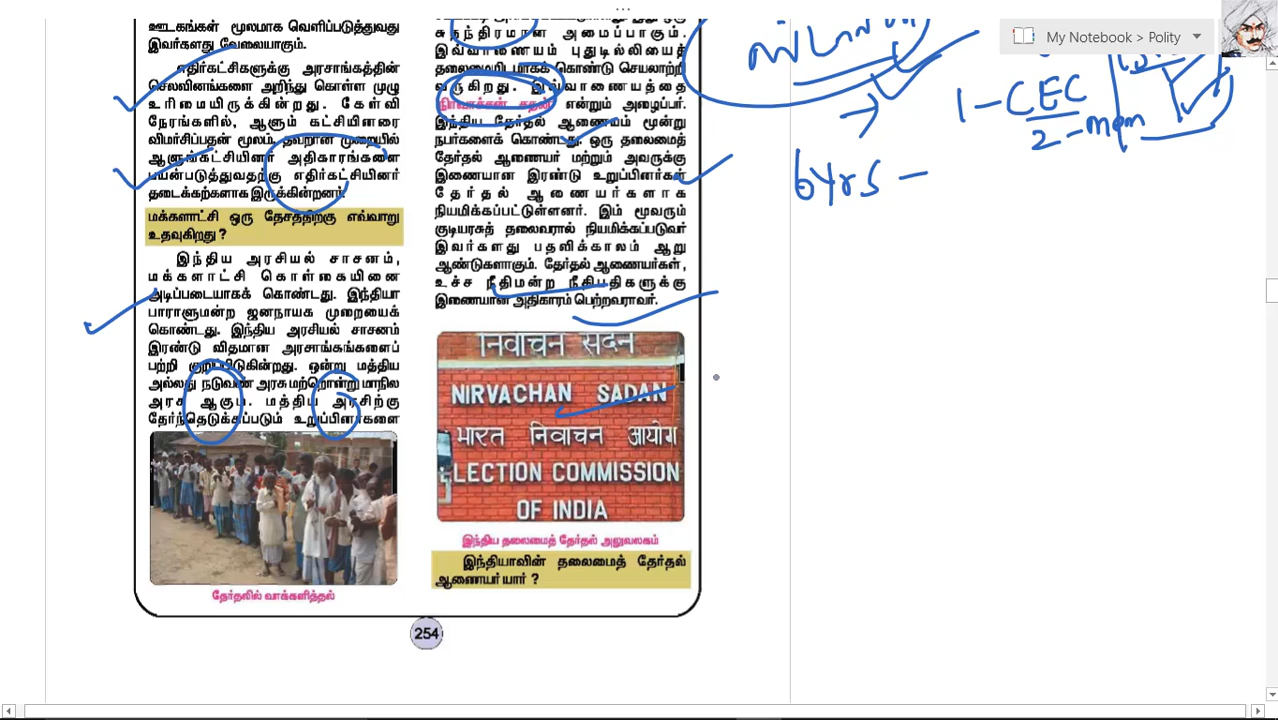 ஊடகங்கள் மூலமாக வெளிப்படுத்துவது
இவர்களது வேலையாகும்.
எதிர்கட்சிகளுக்கு அரசாங்கத்தின்
செலவினங்களை அறிந்து கொள்ள முழு
உரிமையிருக்கின்றது. கேள்வி
நேரங்களில், ஆளும் கட்சியினரை
விமர்சிப்பதன் மூலம், தவறான முறையில்
ஆளுங்கட்சியினர் அதிகாரங்களை
பயன்படுத்துவதற்கு எதிர்கட்சியினர்
தடைக்கற்களாக இருக்கின்றனர்.
மக்களாட்சி ஒரு தேசத்திற்கு எவ்வாறு
உதவுகிறது ?
இந்திய அரசியல் சாசனம்,
மக்களாட்சி கொள்கையினை
அடிப்படையாகக் கொண்டது. இந்தியா
பாராளுமன்ற ஜனநாயக முறையைக்
கொண்டது. இந்திய அரசியல் சாசனம்
இரண்டு விதமான அரசாங்கங்களைப்
பற்றி குறிப்பிடுகின்றது. ஒன்று மத்திய
அல்லது நடுவண் அரசு மற்றொன்று மாநில
அரசு ஆகும். மத்திய அரசிற்கு
தேர்ந்தெடுக்கப்படும் உறுப்பினர்களை
தேர்தலில் வாக்களித்தல்
சுதந்திரமான அமைப்பாகும்.
இவ்வாணையம் புதுடில்லியைத்
தலைமையிடமாகக் கொண்டு செயலாற்றி
வருகிறது. இவ்வாணையத்தை
நிர்வாக்சன் சதன் என்றும் அழைப்பர்.
இந்திய தேர்தல் ஆணையம் மூன்று
நபர்களைக் கொண்டது. ஒரு தலைமைத்
தேர்தல் ஆணையர் மற்றும் அவருக்கு
இணையான இரண்டு உறுப்பினர்கள்
தேர்தல் ஆணையர்களாக
நியமிக்கப்பட்டுள்ளனர். இம் மூவரும்
குடியரசுத் தலைவரால் நியமிக்கப்படுவர்
இவர்களது பதவிக்காலம் ஆறு
ஆண்டுகளாகும். தேர்தல் ஆணையர்கள்,
உச்ச நீதிமன்ற நீதிபதிகளுக்கு
இணையான அதிகாரம் பெற்றவராவர்.
निर्वाचन सदन
NIRVACHAN SADAN
भारत निर्वाचन आयोग
ELECTION COMMISSION
OF INDIA
இந்திய தலைமைத் தேர்தல் அலுவலகம்
இந்தியாவின் தலைமைத் தேர்தல்
ஆணையர் யார் ?
254
My Notebook > Polity
1 - CEC
2 - mem
6 yrs -